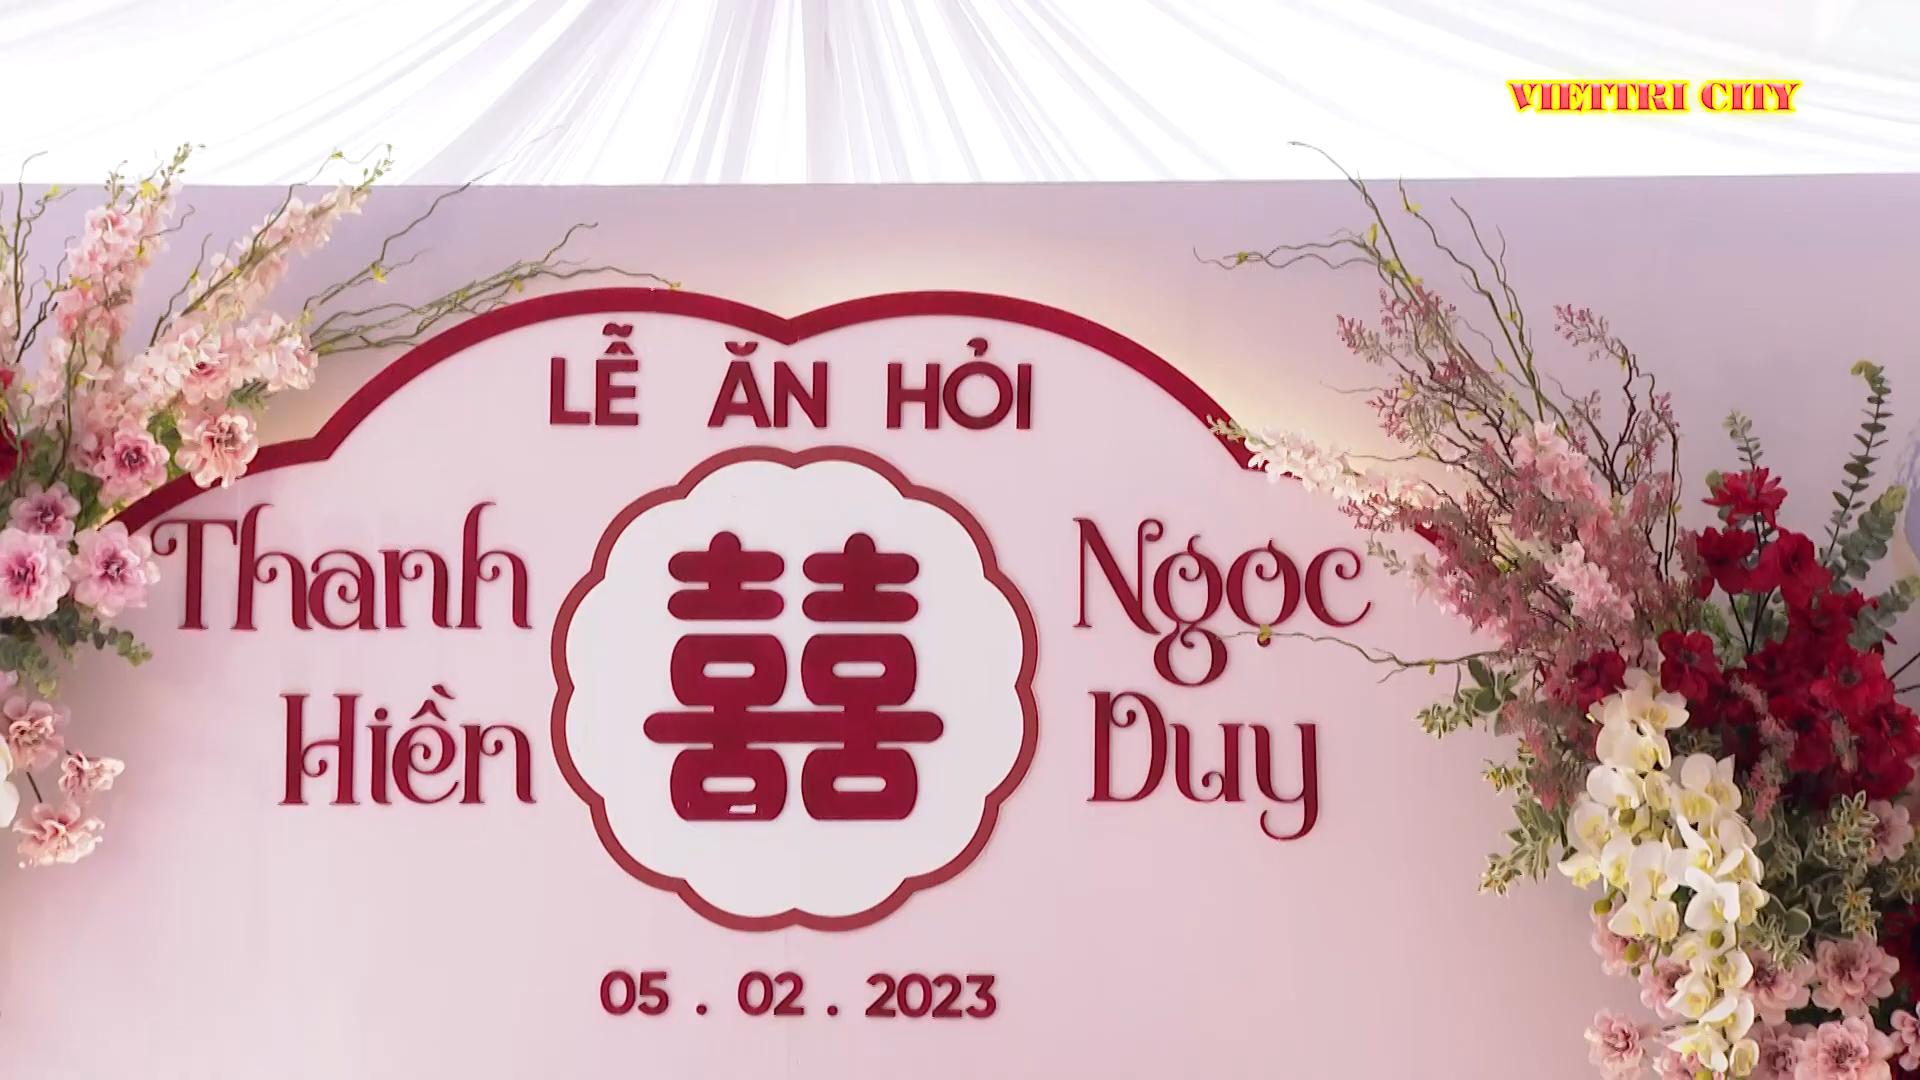 VIETTRI CITY
LỄ ĂN HỎI
Thanh
Hiền
囍
Ngọc
Duy
05 . 02 . 2023